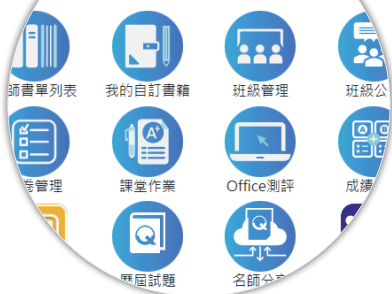 師書單列表
我的自訂書籍
班級管理
班級公
卷管理
課堂作業
A+
Office測評
成績
歷屆試題
名師分享